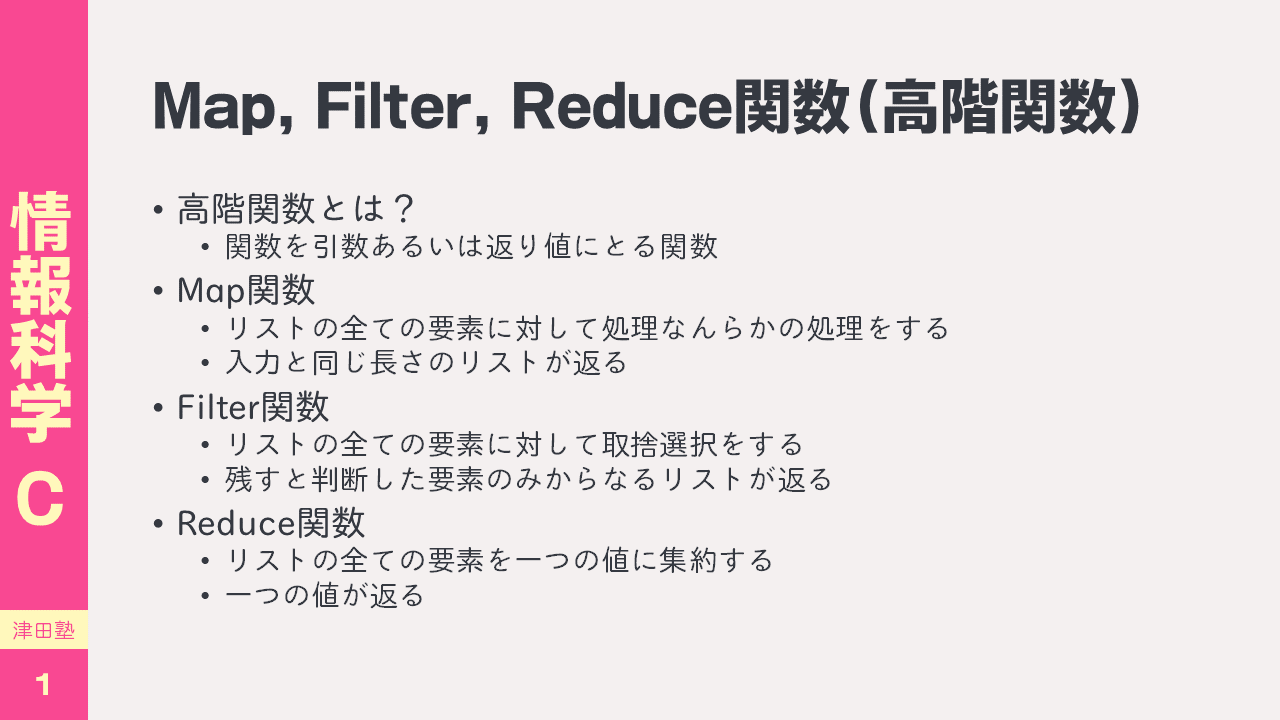 Map, Filter, Reduce関数(高階関数)
• 高階関数とは？
• 関数を引数あるいは返り値にとる関数
• Map関数
• リストの全ての要素に対して処理なんらかの処理をする
• 入力と同じ長さのリストが返る
• Filter関数
• リストの全ての要素に対して取捨選択をする
• 残すと判断した要素のみからなるリストが返る
• Reduce関数
• リストの全ての要素を一つの値に集約する
• 一つの値が返る
情報科学 C
津田塾
1